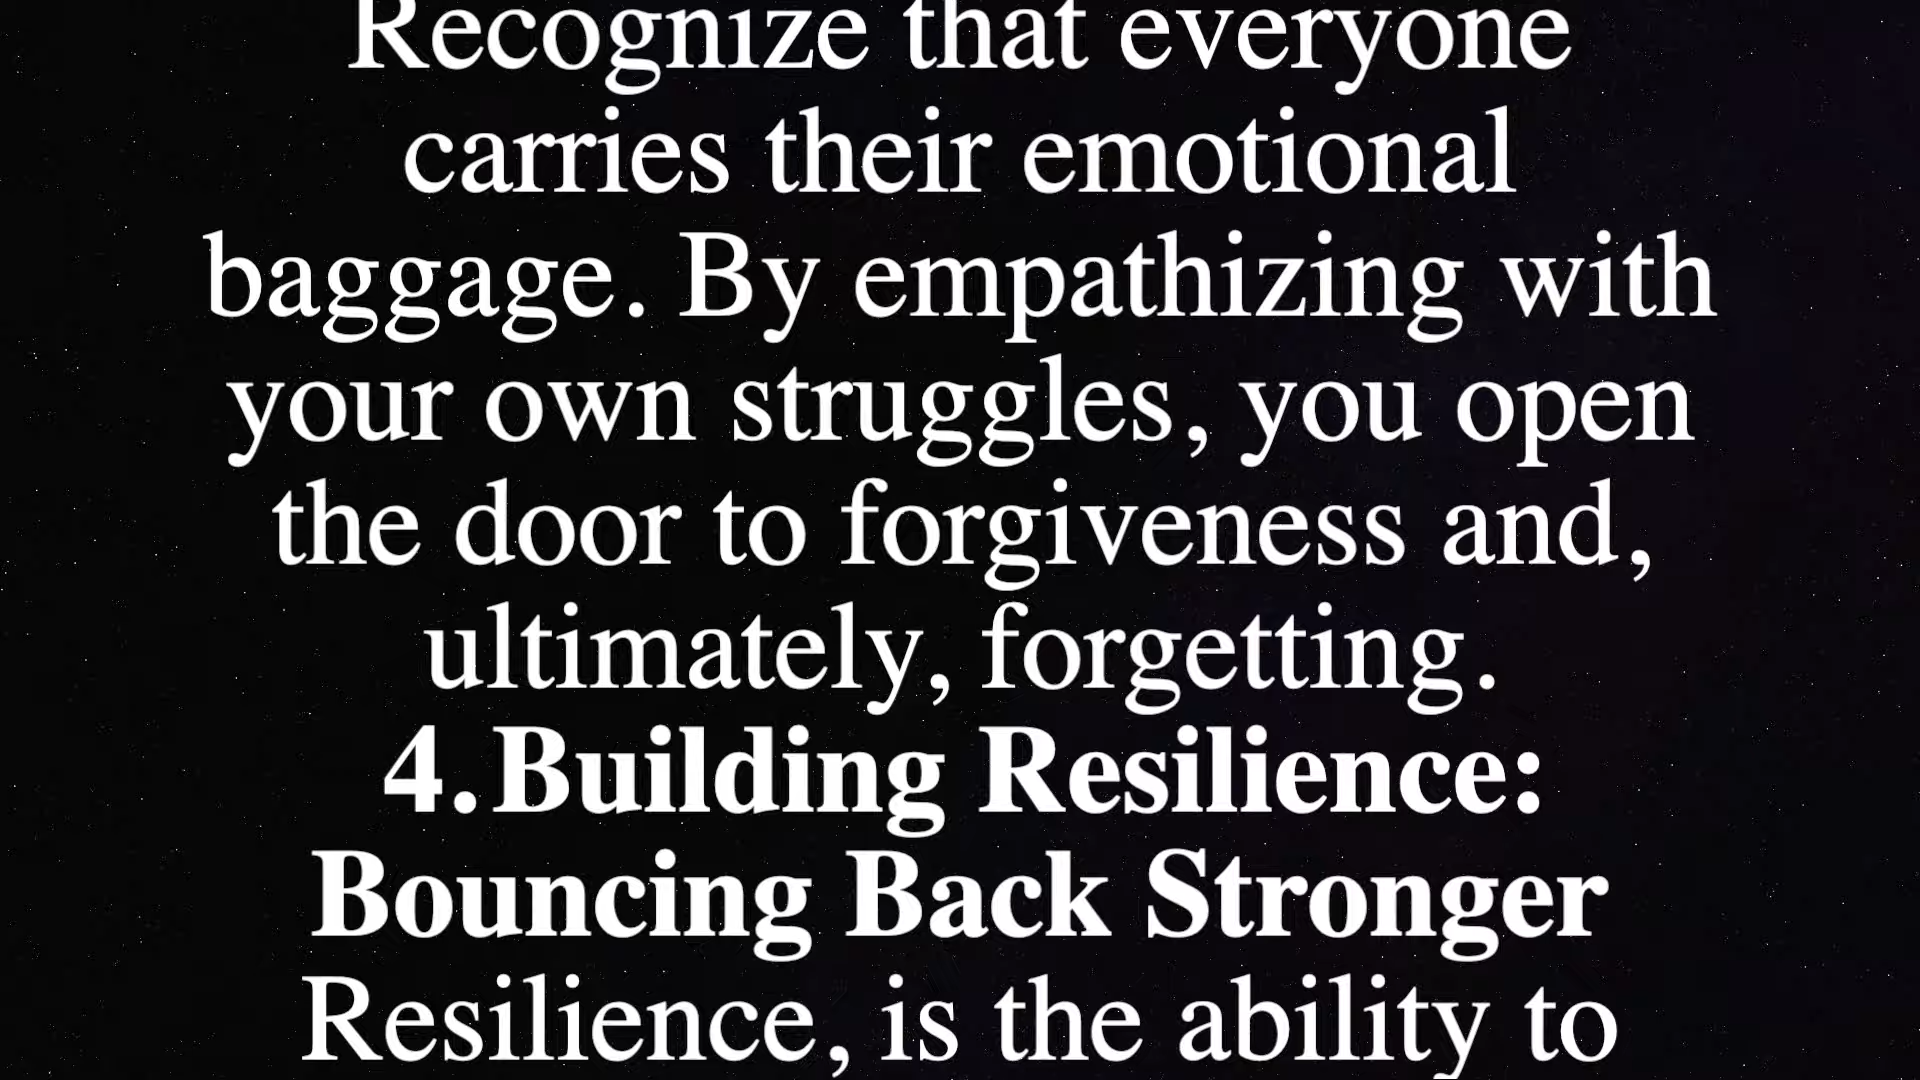 Recognize that everyone
carries their emotional
baggage. By empathizing with
your own struggles, you open
the door to forgiveness and,
ultimately, forgetting.
4. Building Resilience:
Bouncing Back Stronger
Resilience, is the ability to